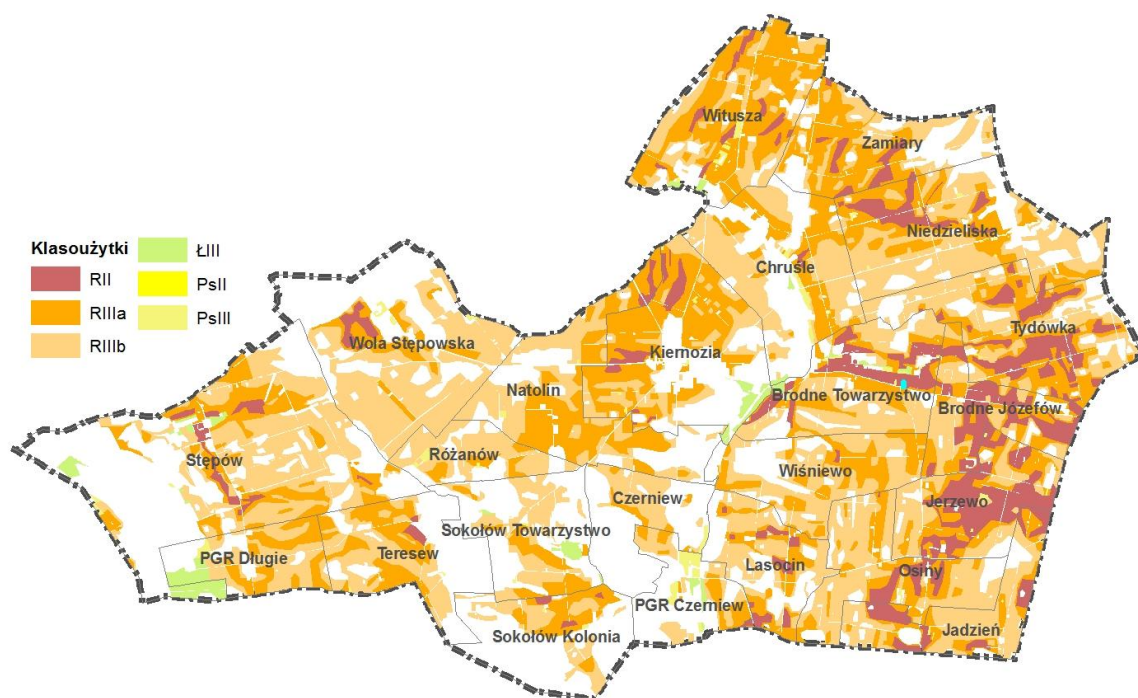 Klasoużytki
RII
RIIIa
RIIIb
ŁIII
PsII
PsIII
Witusza
Zamiary
Niedzieliska
Chruśle
Tydówka
Wola Stępowska
Kiernozia
Natolin
Brodne Towarzystwo
Brodne Józefów
Stępów
Różanów
Wiśniewo
Czerniew
Jerzewo
Sokołów Towarzystwo
PGR Długie
Teresew
Lasocin
Osiny
PGR Czerniew
Sokołów Kolonia
Jadzień